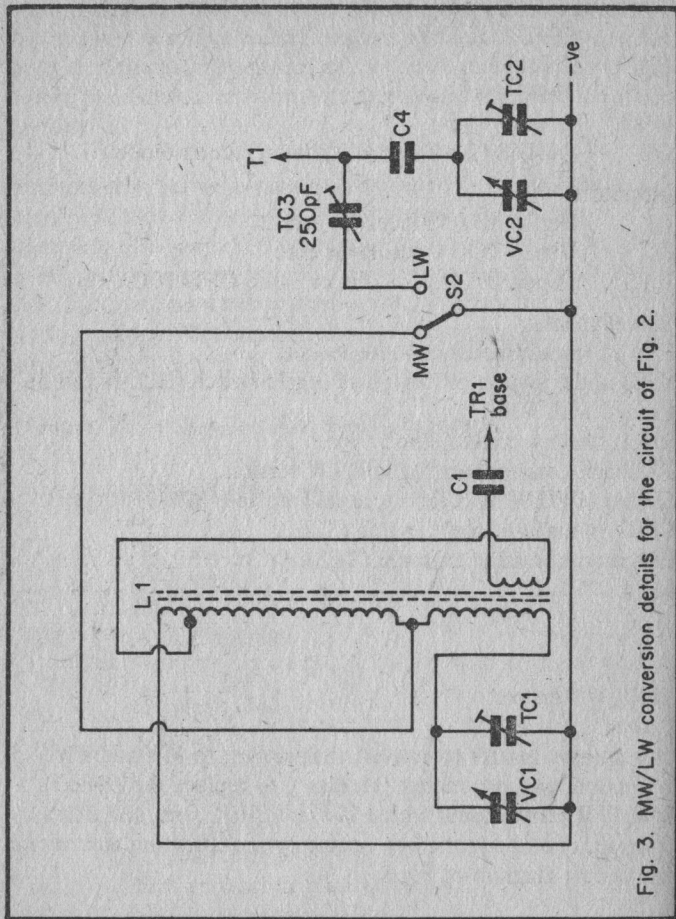 L1
VC1
TC1
C1
TR1
base
MW
LW
S2
TC3
250pF
T1
C4
VC2
TC2
-ve
Fig. 3. MW/LW conversion details for the circuit of Fig. 2.